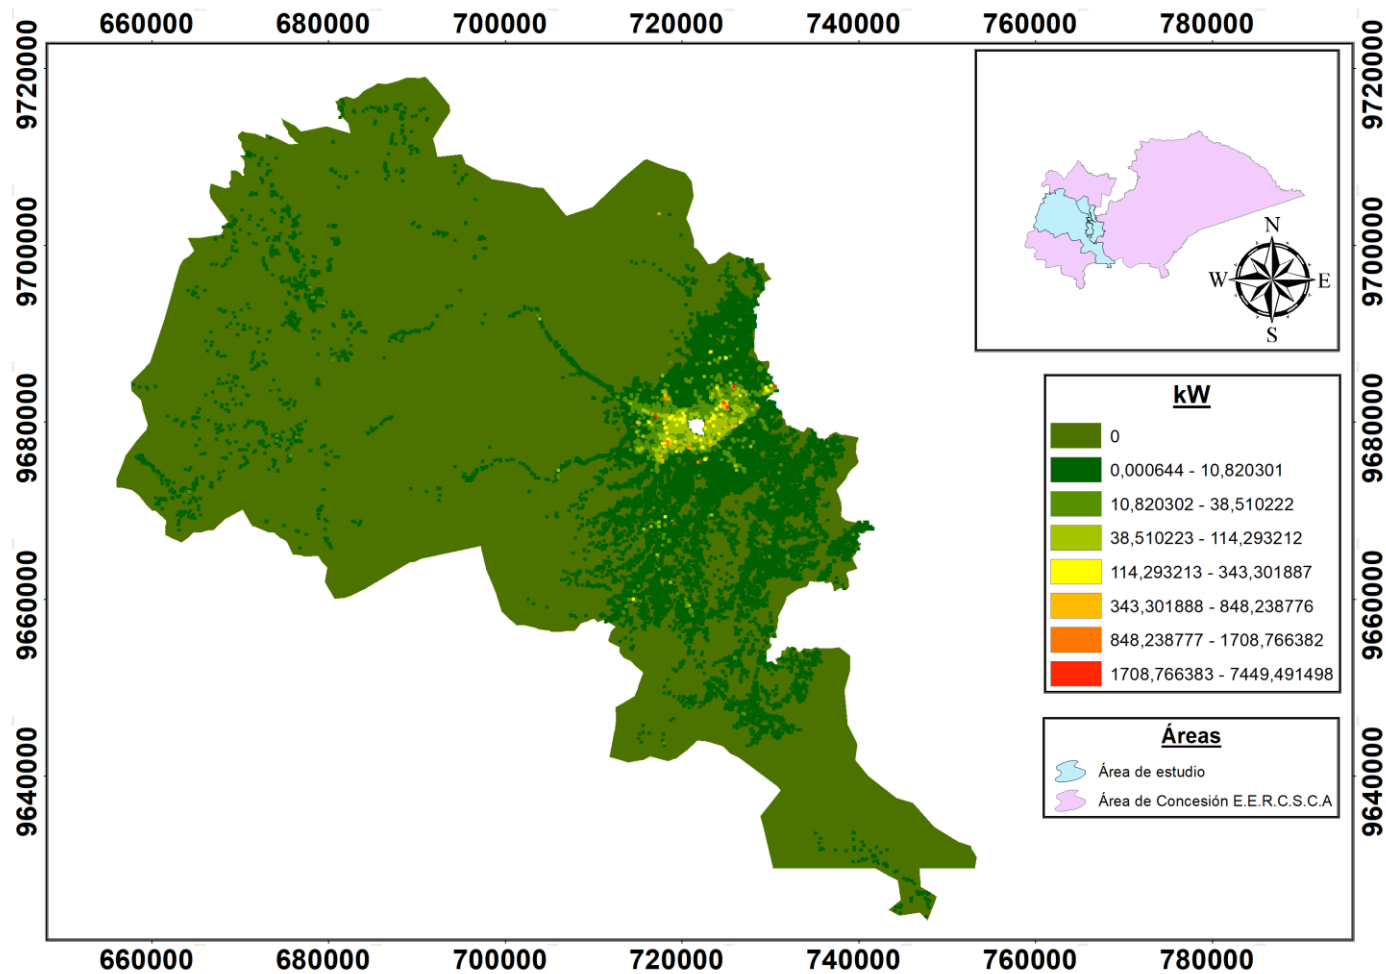 660000 680000 700000 720000 740000 760000 780000
9720000 9720000
9700000 9700000
9680000 9680000
9660000 9660000
9640000 9640000
N
W E
S
kW
0
0,000644 - 10,820301
10,820302 - 38,510222
38,510223 - 114,293212
114,293213 - 343,301887
343,301888 - 848,238776
848,238777 - 1708,766382
1708,766383 - 7449,491498
Áreas
Área de estudio
Área de Concesión E.E.R.C.S.C.A
660000 680000 700000 720000 740000 760000 780000